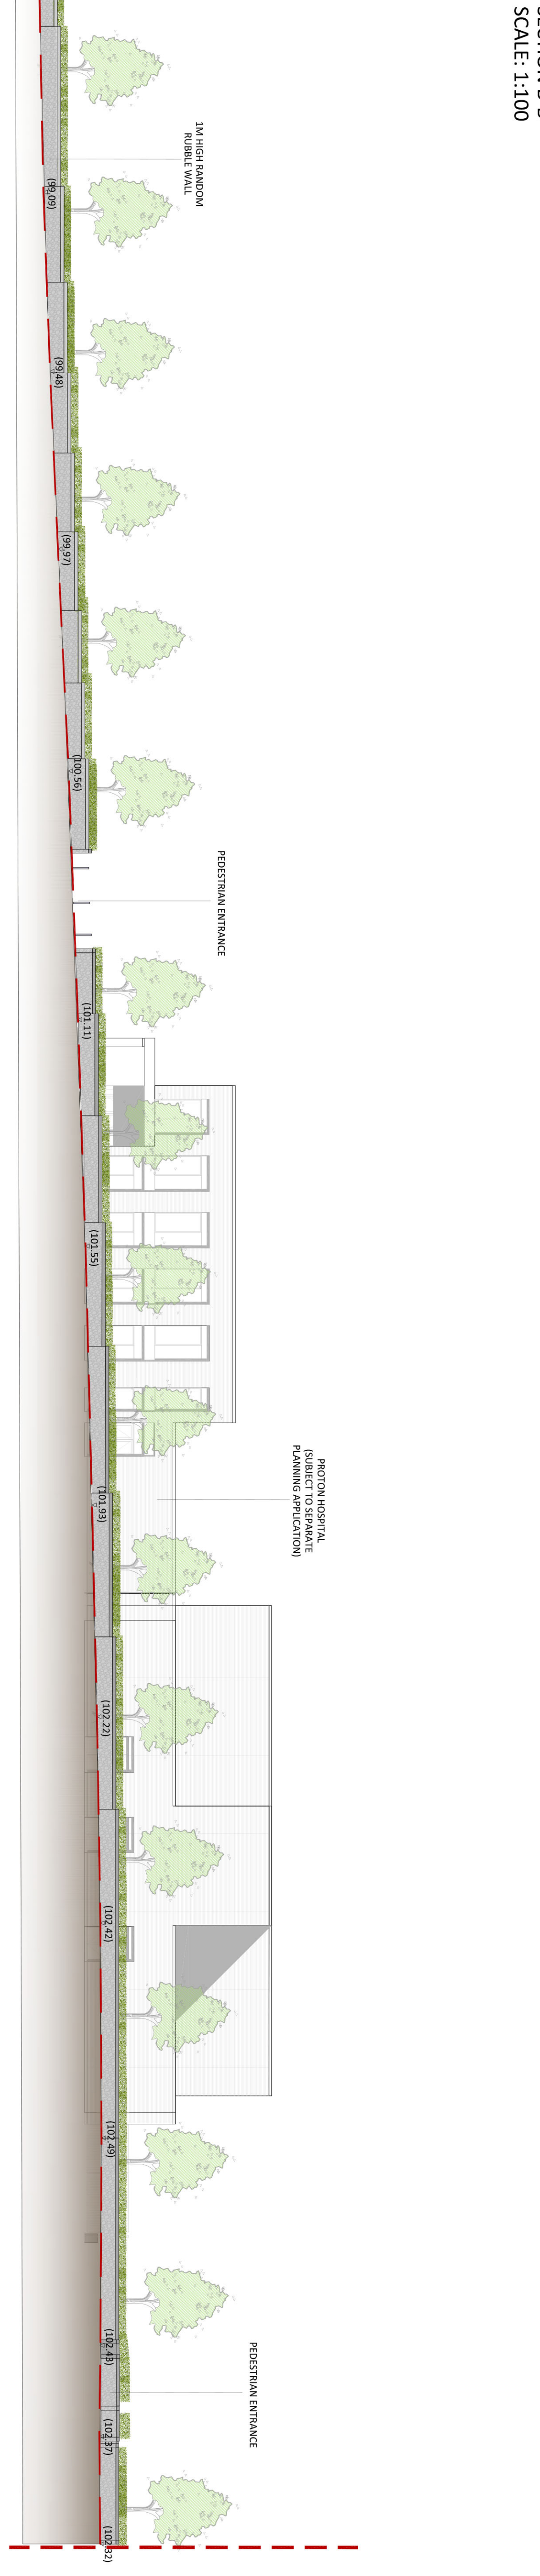 SCALE: 1:100
1M HIGH RANDOM
RUBBLE WALL
PEDESTRIAN ENTRANCE
PROTON HOSPITAL
(SUBJECT TO SEPARATE
PLANNING APPLICATION)
PEDESTRIAN ENTRANCE
(99.09)
(99.48)
(99.97)
(100.56)
(101.11)
(101.55)
(101.93)
(102.22)
(102.42)
(102.49)
(102.43)
(102.37)
(102.32)